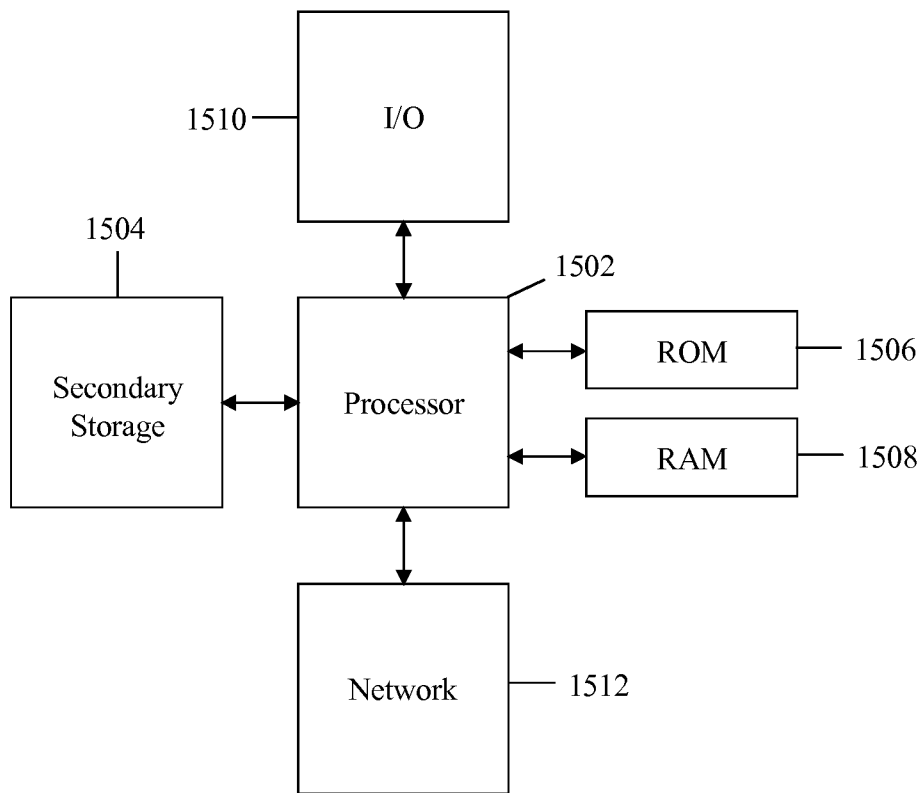 1510
I/O
1504
1502
Secondary
Storage
Processor
ROM
1506
RAM
1508
Network
1512